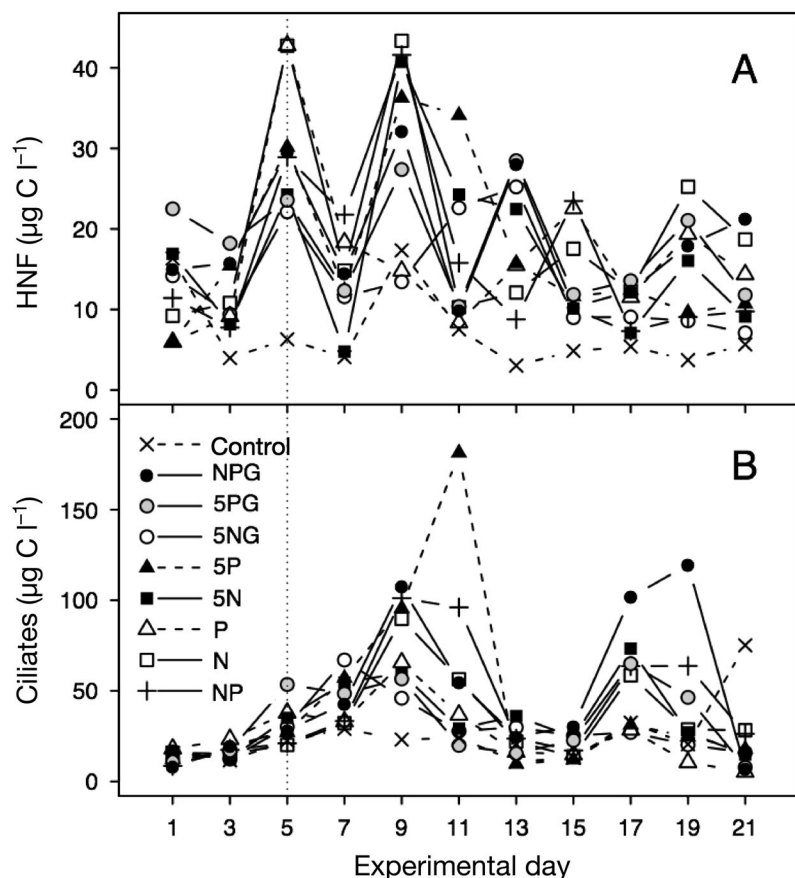 A
HNF (µg C l⁻¹)
40
30
20
10
0
B
Ciliates (µg C l⁻¹)
200
150
100
50
0
Control
NPG
5PG
5NG
5P
5N
P
N
NP
1 3 5 7 9 11 13 15 17 19 21
Experimental day